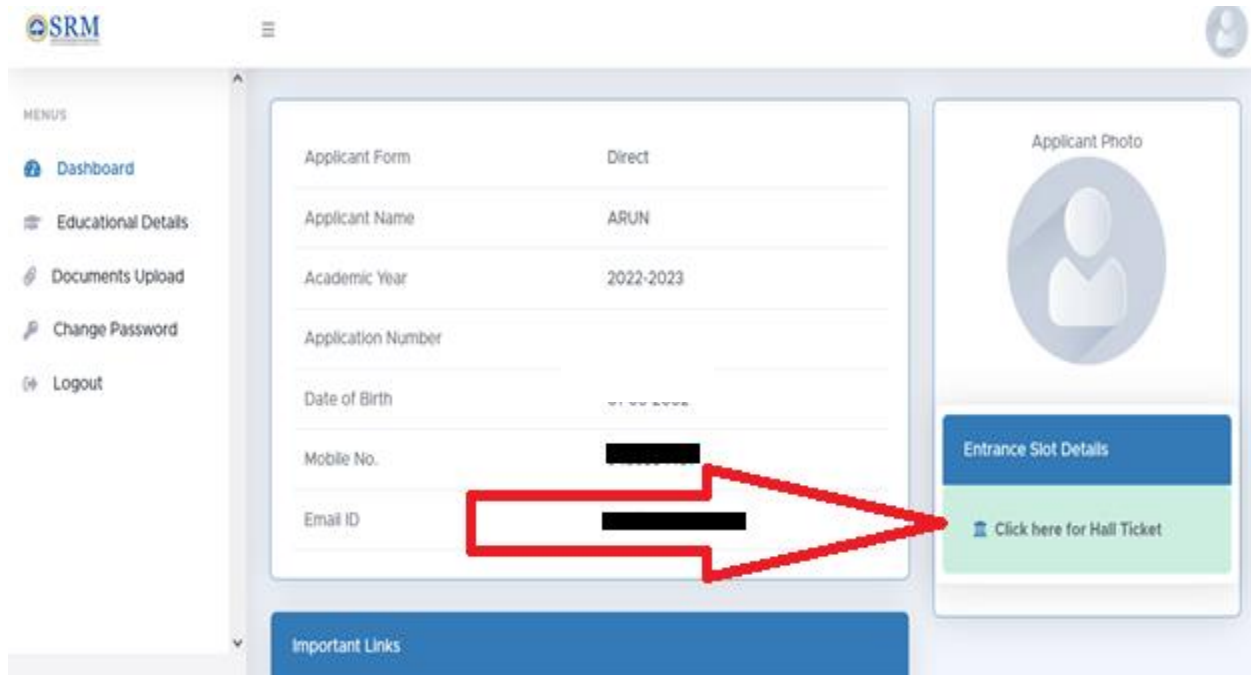 SRM
MENUS
Dashboard
Educational Details
Documents Upload
Change Password
Logout
Applicant Form Direct
Applicant Name ARUN
Academic Year 2022-2023
Application Number
Date of Birth
Mobile No.
Email ID
Applicant Photo
Entrance Slot Details
Click here for Hall Ticket
Important Links